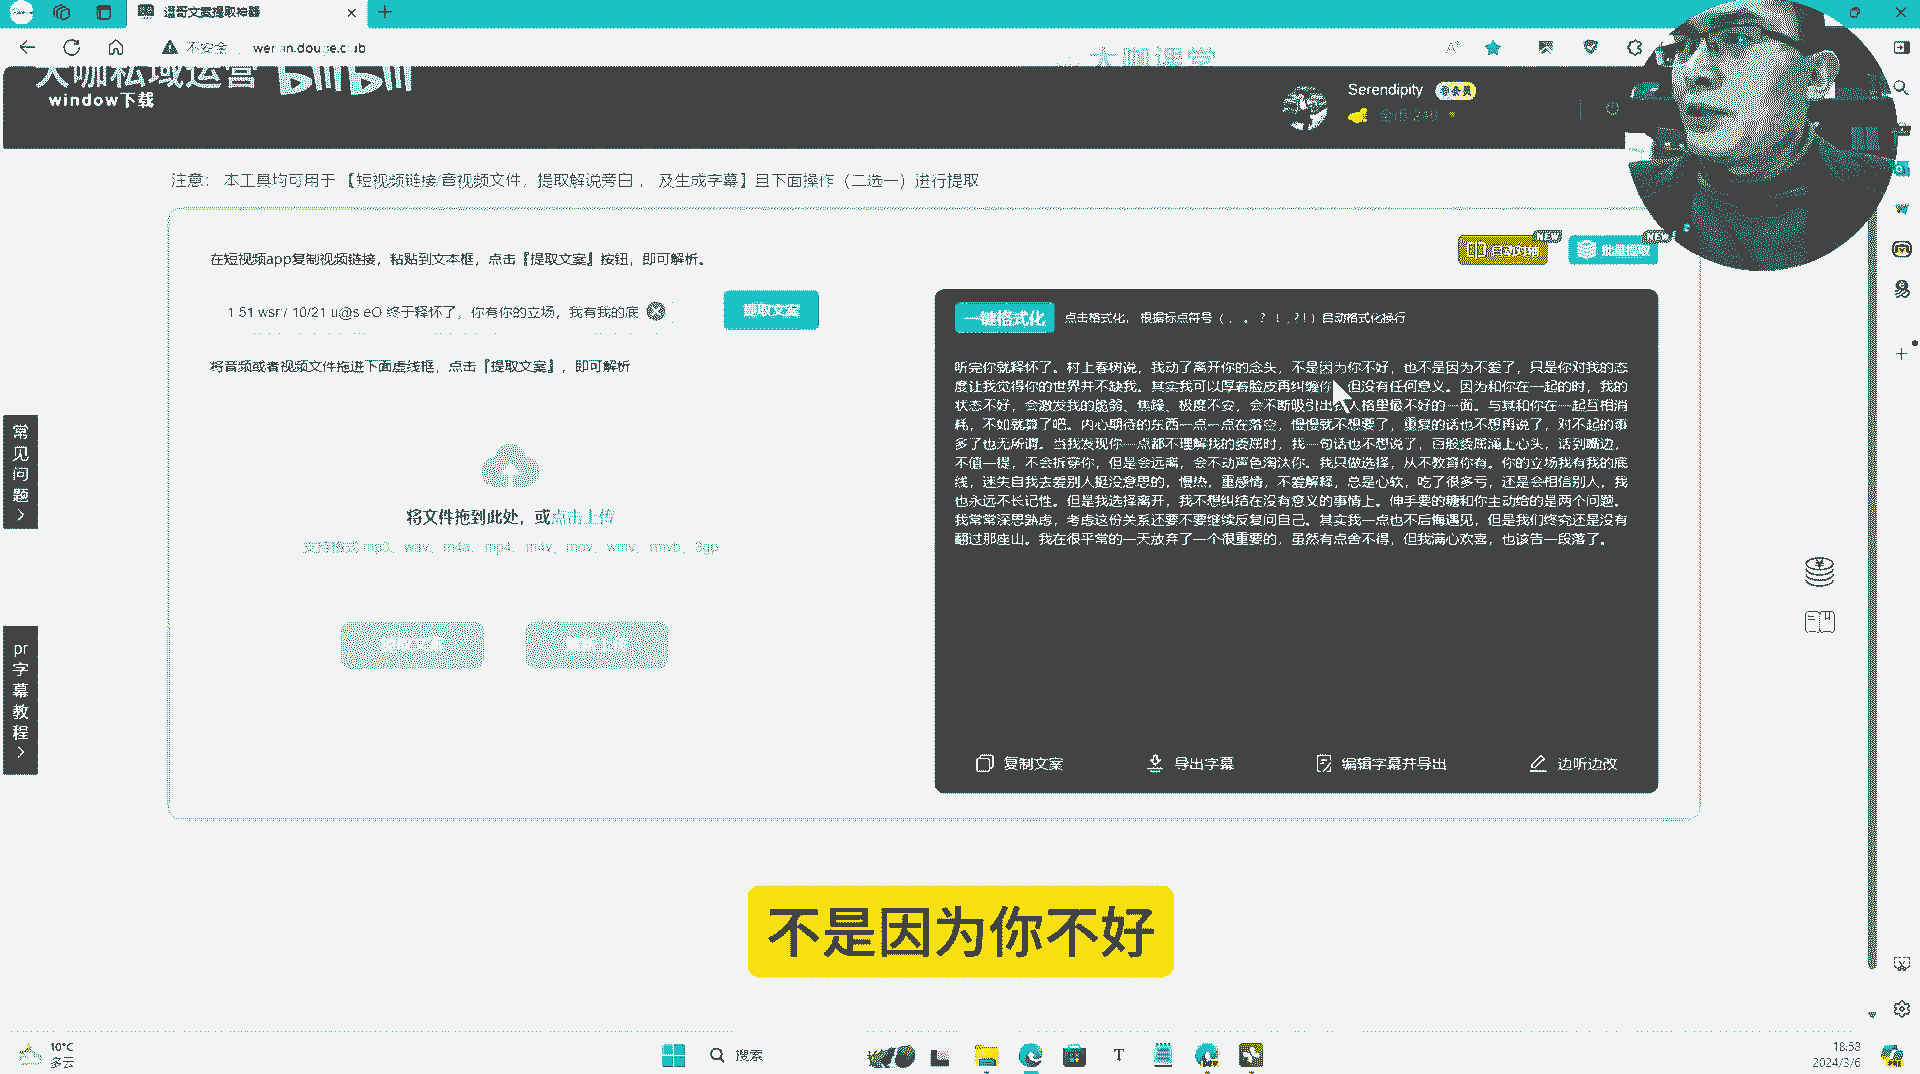 逗哥文案提取神器
不安全
大咖课堂
大咖私域运营 bilibili
window下载
Serendipity
非会员
注意： 本工具均可用于 【短视频链接/音视频文件，提取解说旁白， 及生成字幕】且下面操作（二选一）进行提取
在短视频app复制视频链接，粘贴到文本框，点击『提取文案』按钮，即可解析。
NEW
NEW
批量提取
1.51 wsr:/ 10/21 u@s.eO 终于释怀了，你有你的立场，我有我的底
提取文案
一键格式化
点击格式化， 根据标点符号（ ， 。 ？ ！ ,?! ）自动格式化换行
将音频或者视频文件拖进下面虚线框，点击『提取文案』，即可解析
听完你就释怀了。村上春树说，我动了离开你的念头，不是因为你不好，也不是因为不爱了，只是你对我的态
度让我觉得你的世界并不缺我。其实我可以厚着脸皮再纠缠你，但没有任何意义。因为和你在一起的时，我的
状态不好，会激发我的脆弱、焦躁、极度不安，会不断吸引出我人格里最不好的一面。与其和你在一起互相消
耗，不如就算了吧。内心期待的东西一点一点在落空，慢慢就不想要了，重复的话也不想再说了，对不起的事
多了也无所谓。当我发现你一点都不理解我的委屈时，我一句话也不想说了，百般委屈涌上心头，话到嘴边，
不值一提，不会拆穿你，但是会远离，会不动声色淘汰你。我只做选择，从不教育你有。你的立场我有我的底
线，迷失自我去爱别人挺没意思的，慢热，重感情，不爱解释，总是心软，吃了很多亏，还是会相信别人，我
也永远不长记性。但是我选择离开，我不想纠结在没有意义的事情上。伸手要的糖和你主动给的是两个问题。
我常常深思熟虑，考虑这份关系还要不要继续反复问自己。其实我一点也不后悔遇见，但是我们终究还是没有
翻过那座山。我在很平常的一天放弃了一个很重要的，虽然有点舍不得，但我满心欢喜，也该告一段落了。
常见问题 >
将文件拖到此处，或点击上传
支持格式:mp3、wav、m4a、mp4、m4v、mov、wmv、rmvb、3gp
pr字幕教程 >
复制文案
导出字幕
编辑字幕并导出
边听边改
不是因为你不好
10°C
多云
搜索
18:53
2024/3/6